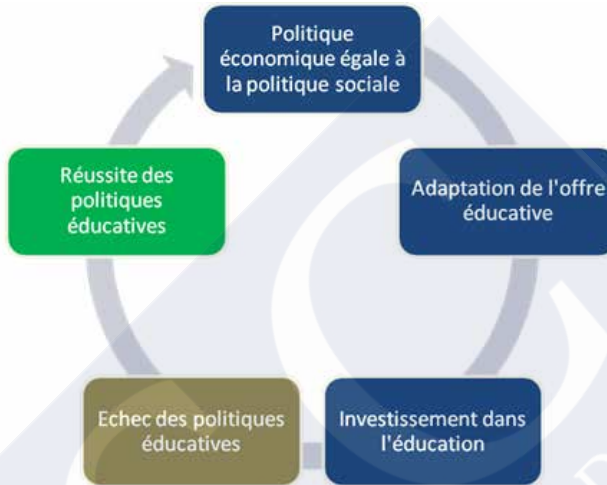 Politique
économique égale à
la politique sociale
Adaptation de l'offre
éducative
Investissement dans
l'éducation
Echec des politiques
éducatives
Réussite des
politiques
éducatives